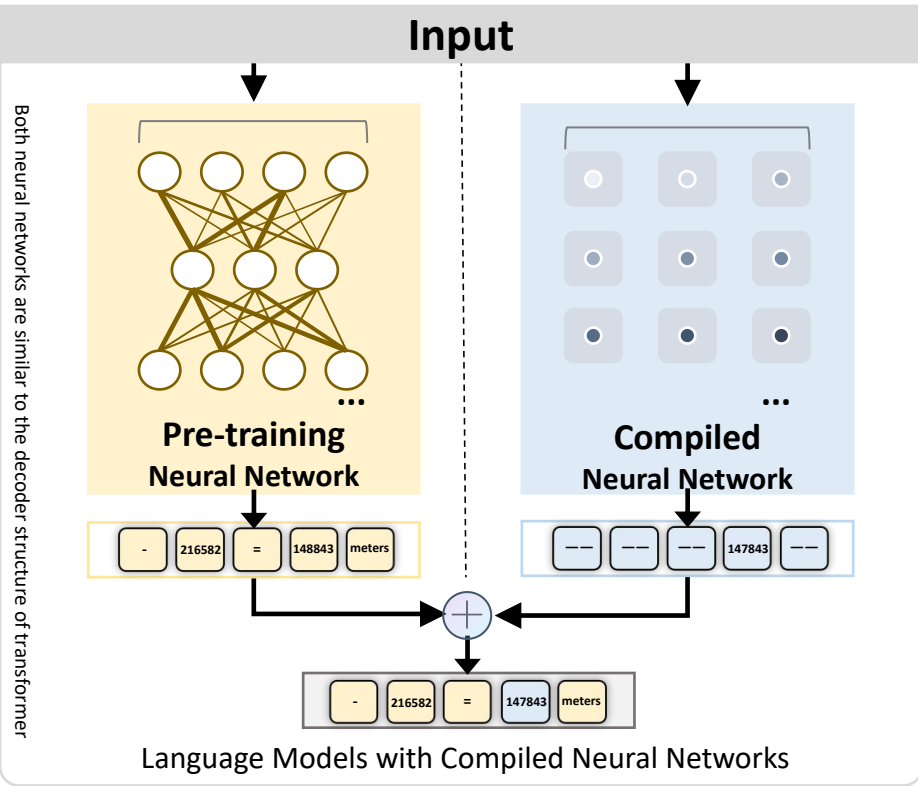 Input
Both neural networks are similar to the decoder structure of transformer
...
...
Pre-training
Neural Network
Compiled
Neural Network
- 216582 = 148843 meters
—— —— —— 147843 ——
- 216582 = 147843 meters
Language Models with Compiled Neural Networks